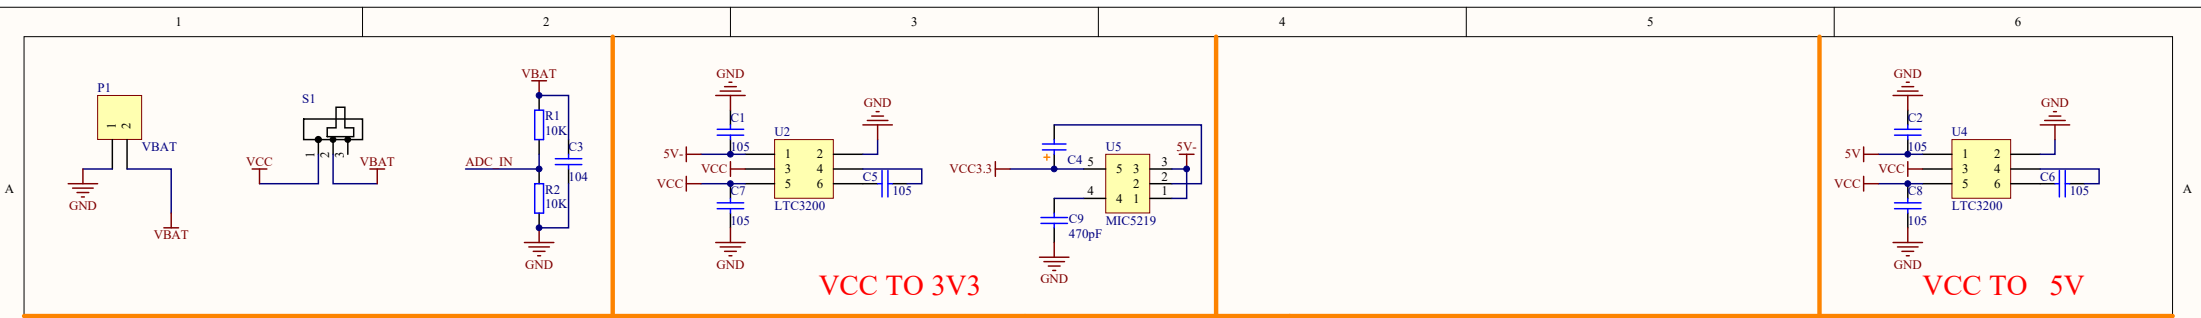 1 2 3 4 5 6
A A
P1
1 2
VBAT
GND
VBAT
S1
1 2 3
VCC VBAT
VBAT
R1
10K
C3
104
ADC_IN
R2
10K
GND
GND
C1
105
5V-
VCC
VCC
C7
105
GND
U2
1 2
3 4
5 6
LTC3200
GND
C5
105
VCC3.3
C4
U5
5 5 3 3
2 2
4 4 1 1
MIC5219
5V-
C9
470pF
GND
VCC TO 3V3
GND
C2
105
5V
VCC
VCC
C8
105
GND
U4
1 2
3 4
5 6
LTC3200
GND
C6
105
VCC TO 5V